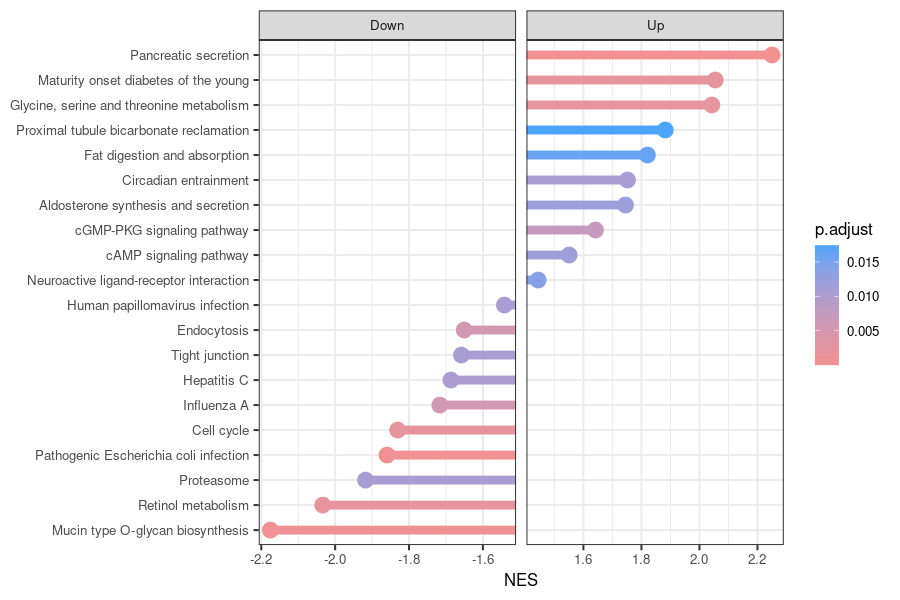 Down
Up
Pancreatic secretion
Maturity onset diabetes of the young
Glycine, serine and threonine metabolism
Proximal tubule bicarbonate reclamation
Fat digestion and absorption
Circadian entrainment
Aldosterone synthesis and secretion
cGMP-PKG signaling pathway
cAMP signaling pathway
Neuroactive ligand-receptor interaction
Human papillomavirus infection
Endocytosis
Tight junction
Hepatitis C
Influenza A
Cell cycle
Pathogenic Escherichia coli infection
Proteasome
Retinol metabolism
Mucin type O-glycan biosynthesis
-2.2 -2.0 -1.8 -1.6
1.6 1.8 2.0 2.2
NES
p.adjust
0.015
0.010
0.005